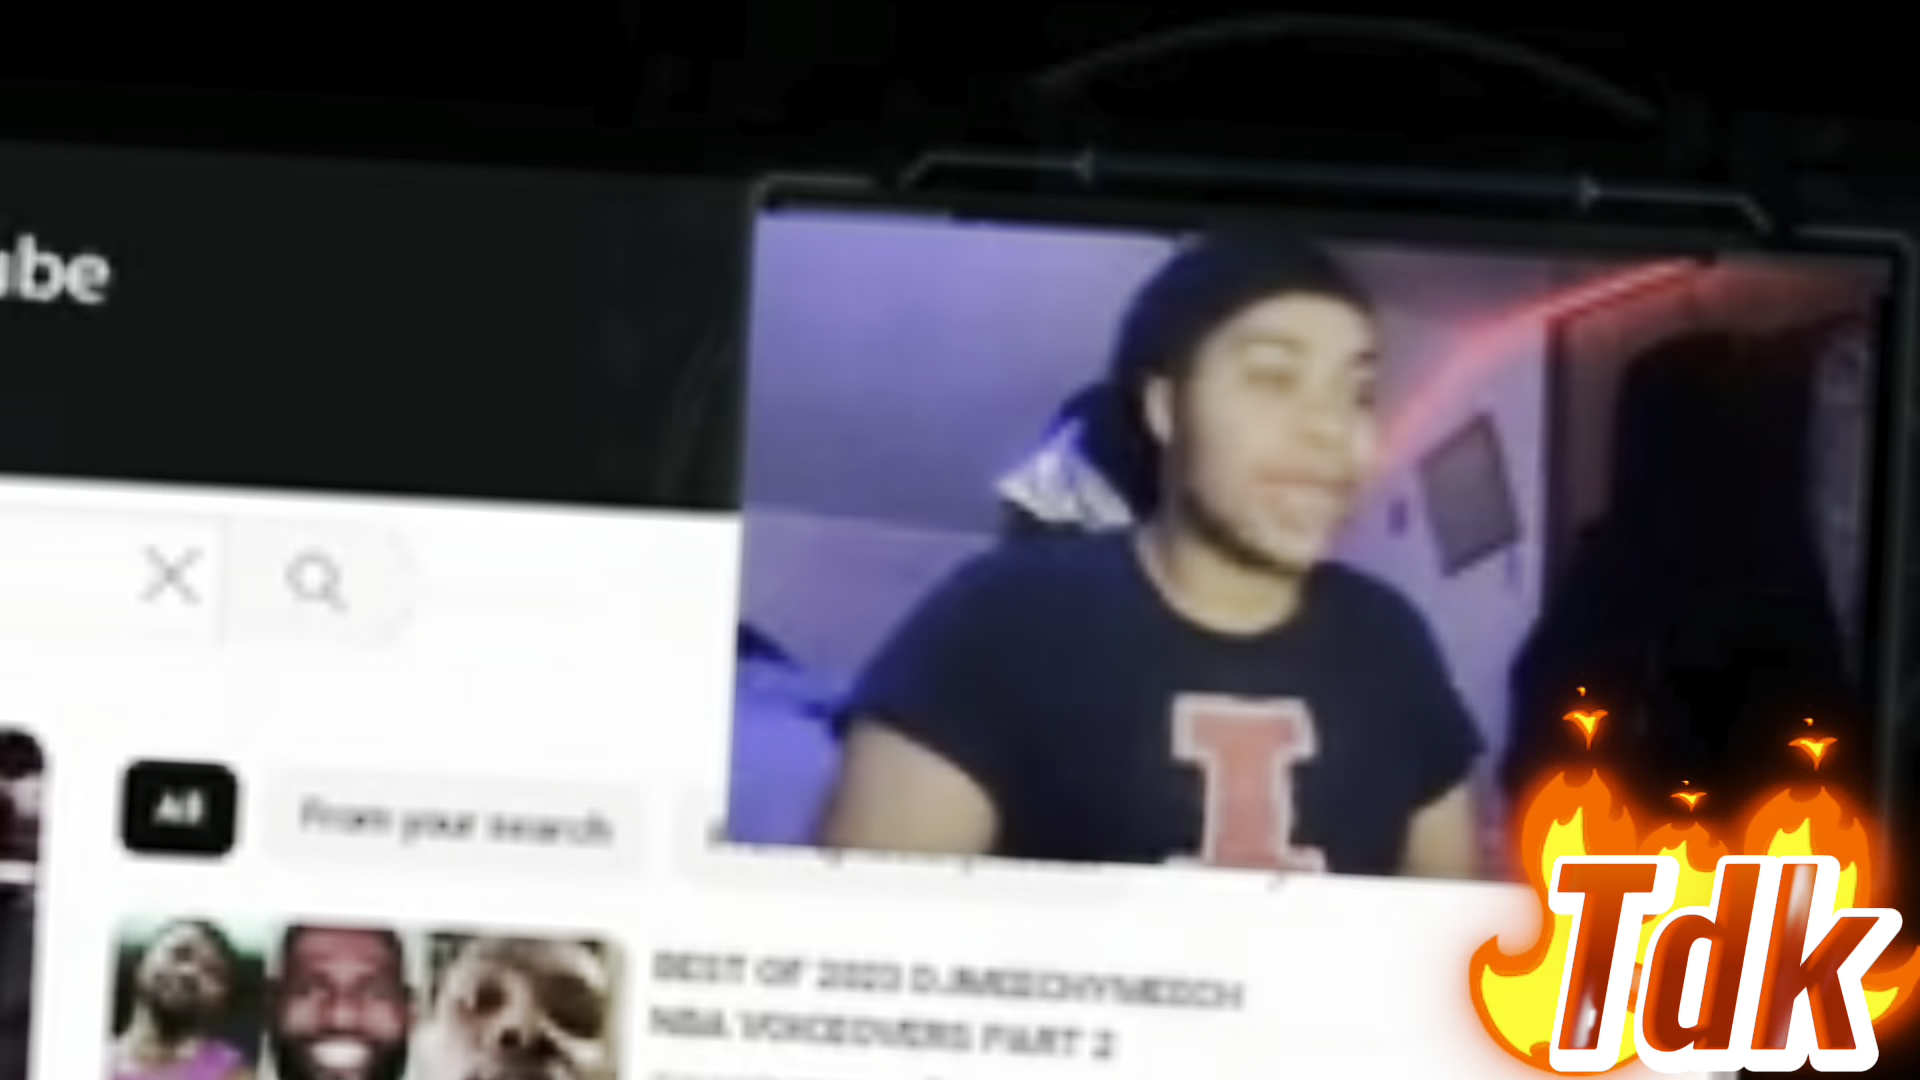 ube
All
From your search
BEST OF 2023 DJMEECHYMEECH
NBA VOICEOVERS PART 2
I
Tdk